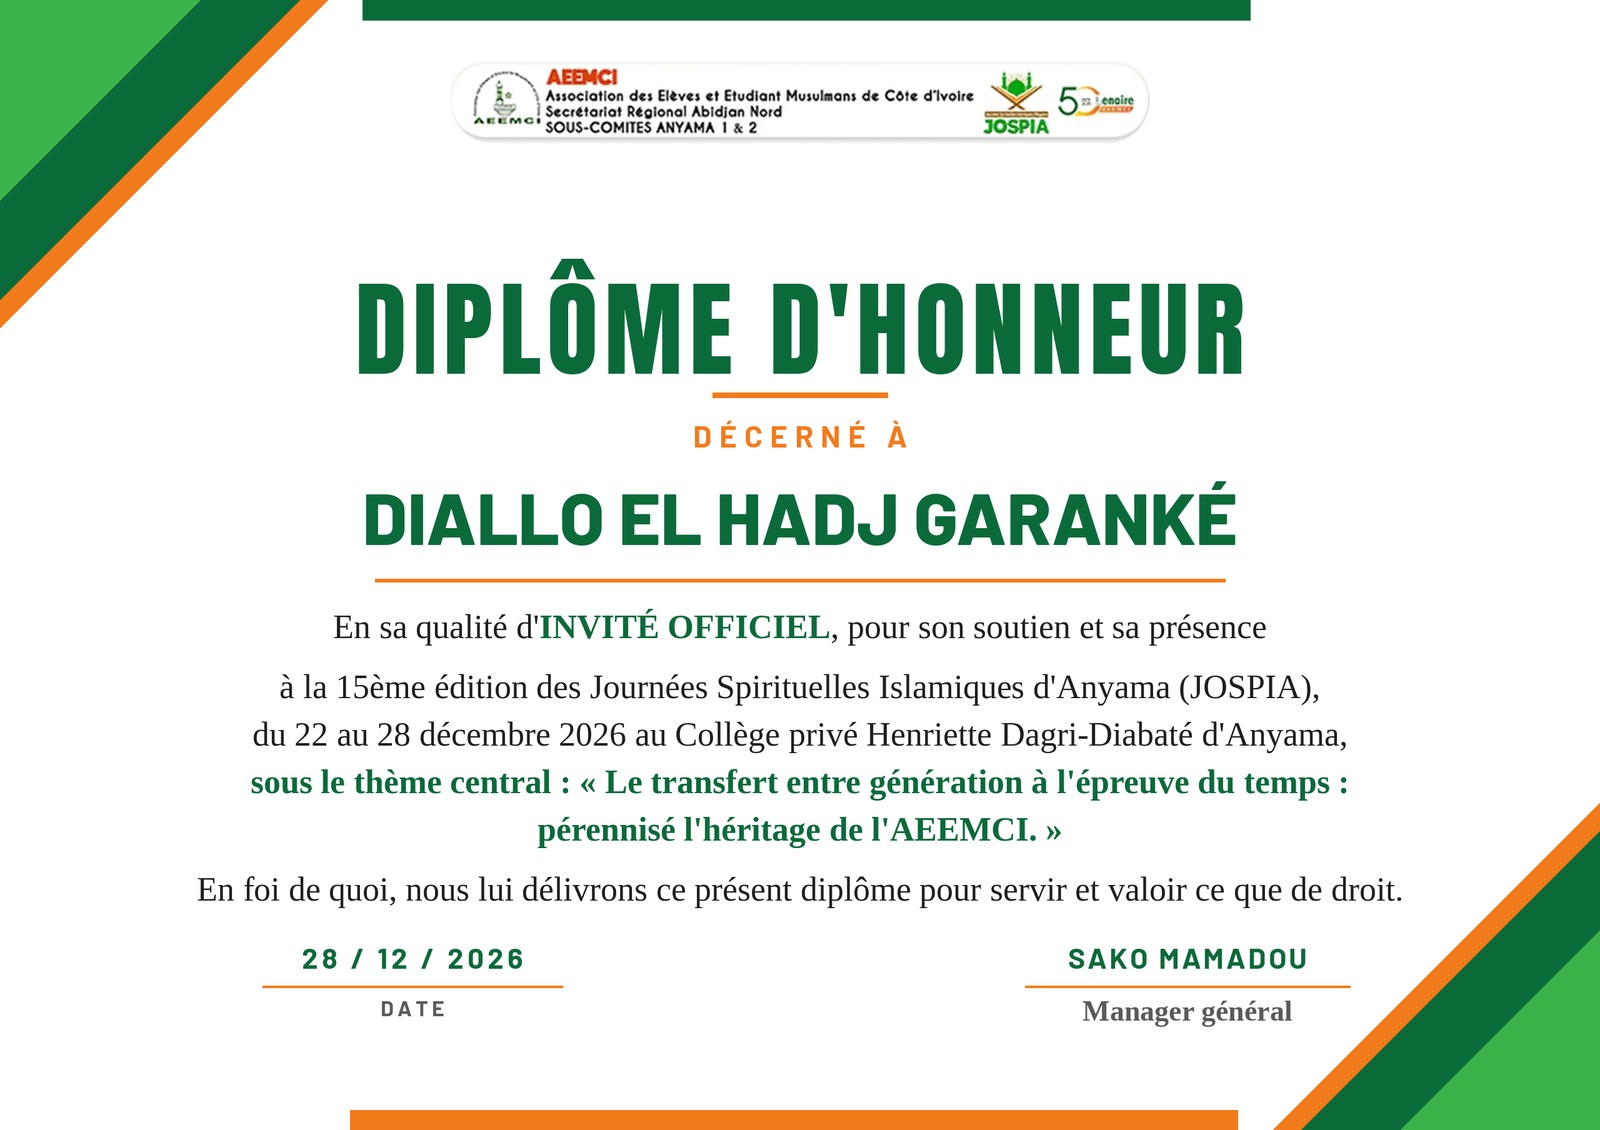 AEEMCI
Association des Elèves et Etudiant Musulmans de Côte d'Ivoire
Secrétariat Régional Abidjan Nord
SOUS-COMITES ANYAMA 1 & 2
AEEMCI
JOSPIA
DIPLÔME D'HONNEUR
DÉCERNÉ À
DIALLO EL HADJ GARANKÉ
En sa qualité d'INVITÉ OFFICIEL, pour son soutien et sa présence
à la 15ème édition des Journées Spirituelles Islamiques d'Anyama (JOSPIA),
du 22 au 28 décembre 2026 au Collège privé Henriette Dagri-Diabaté d'Anyama,
sous le thème central : « Le transfert entre génération à l'épreuve du temps :
pérennisé l'héritage de l'AEEMCI. »
En foi de quoi, nous lui délivrons ce présent diplôme pour servir et valoir ce que de droit.
28 / 12 / 2026
DATE
SAKO MAMADOU
Manager général